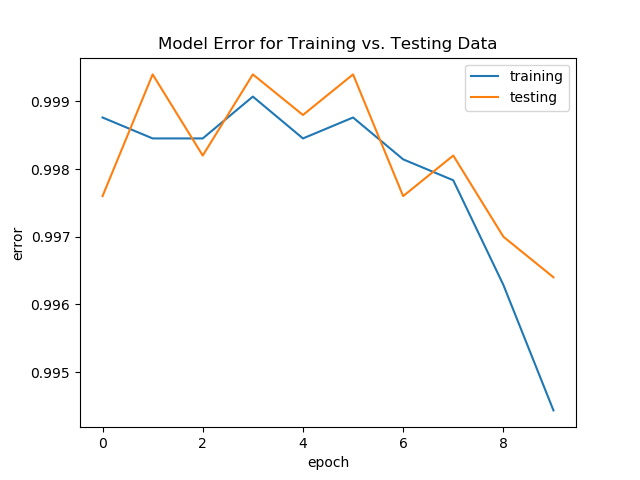 Model Error for Training vs. Testing Data
training
testing
0.999
0.998
0.997
0.996
0.995
error
0 2 4 6 8
epoch